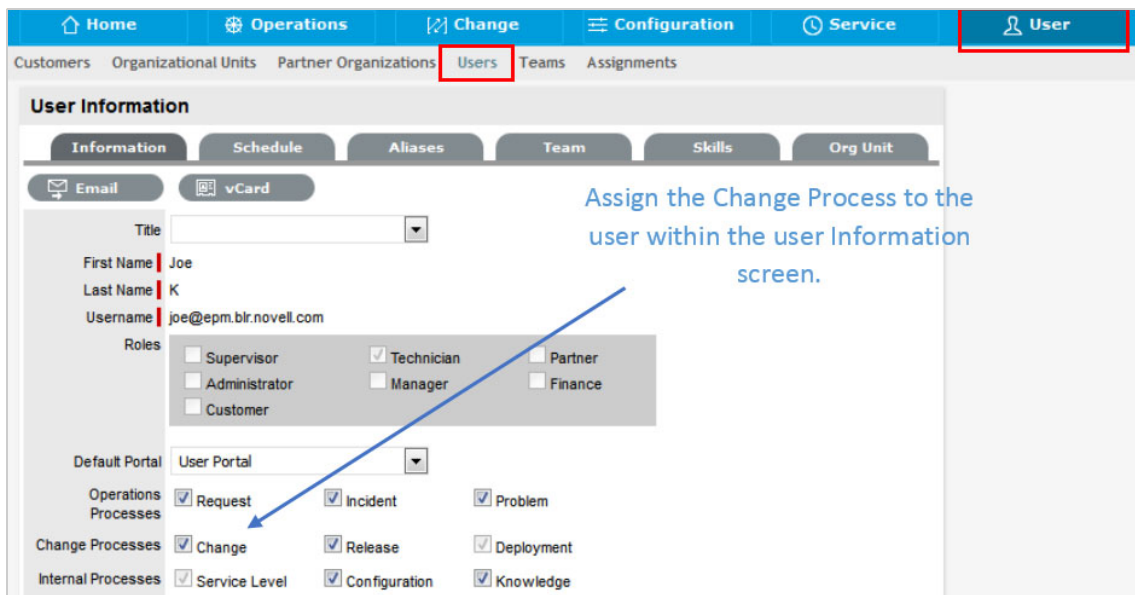 Home Operations Change Configuration Service User
Customers Organizational Units Partner Organizations Users Teams Assignments
User Information
Information Schedule Aliases Team Skills Org Unit
Email vCard
Assign the Change Process to the
user within the user Information
screen.
Title
First Name Joe
Last Name K
Username joe@epm.blr.novell.com
Roles
Supervisor Technician Partner
Administrator Manager Finance
Customer
Default Portal User Portal
Operations
Processes
Request Incident Problem
Change Processes Change Release Deployment
Internal Processes Service Level Configuration Knowledge